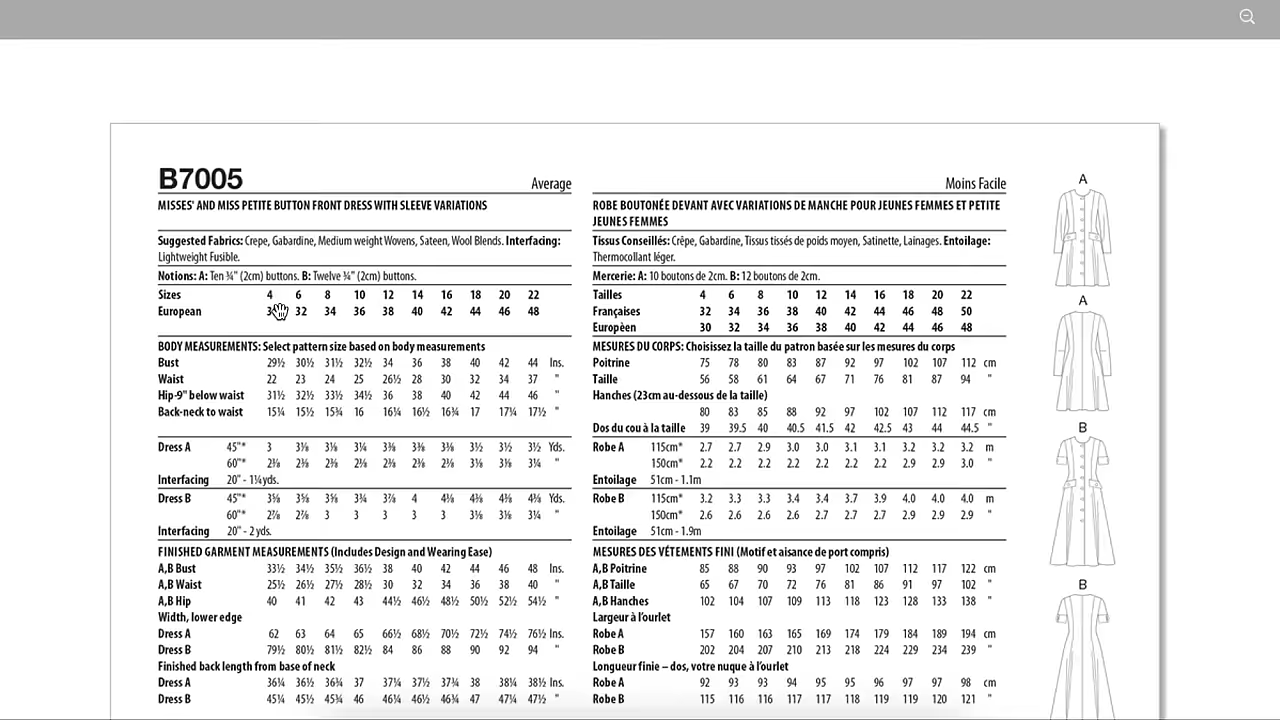 B7005 Average
MISSES' AND MISS PETITE BUTTON FRONT DRESS WITH SLEEVE VARIATIONS
Suggested Fabrics: Crepe, Gabardine, Medium weight Wovens, Sateen, Wool Blends. Interfacing:
Lightweight Fusible.
Notions: A: Ten ¾" (2cm) buttons. B: Twelve ¾" (2cm) buttons.
Sizes 4 6 8 10 12 14 16 18 20 22
European 32 34 36 38 40 42 44 46 48
BODY MEASUREMENTS: Select pattern size based on body measurements
Bust 29½ 30½ 31½ 32½ 34 36 38 40 42 44 Ins.
Waist 22 23 24 25 26½ 28 30 32 34 37 "
Hip-9" below waist 31½ 32½ 33½ 34½ 36 38 40 42 44 46 "
Back-neck to waist 15¼ 15½ 15¾ 16 16¼ 16½ 16¾ 17 17¼ 17½ "
Dress A 45"* 3 3⅛ 3⅛ 3¼ 3⅜ 3⅜ 3⅜ 3½ 3½ 3½ Yds.
60"* 2⅜ 2⅜ 2⅜ 2⅜ 2⅜ 2⅜ 2⅜ 3⅛ 3⅛ 3¼ "
Interfacing 20" - 1¼yds.
Dress B 45"* 3⅝ 3⅝ 3¾ 3⅞ 4 4⅜ 4⅜ 4⅜ Yds.
60"* 2⅞ 2⅞ 3 3 3 3 3⅛ 3⅛ 3¼ "
Interfacing 20" - 2 yds.
FINISHED GARMENT MEASUREMENTS (Includes Design and Wearing Ease)
A,B Bust 33½ 34½ 35½ 36½ 38 40 42 44 46 48 Ins.
A,B Waist 25½ 26½ 27½ 28½ 30 32 34 36 38 40 "
A,B Hip 40 41 42 43 44½ 46½ 48½ 50½ 52½ 54½ "
Width, lower edge
Dress A 62 63 64 65 66½ 68½ 70½ 72½ 74½ 76½ Ins.
Dress B 79½ 80½ 81½ 82½ 84 86 88 90 92 94 "
Finished back length from base of neck
Dress A 36¼ 36½ 36¾ 37 37¼ 37½ 37¾ 38 38¼ 38½ Ins.
Dress B 45¼ 45½ 45¾ 46 46¼ 46½ 46¾ 47 47¼ 47½ "
Moins Facile
ROBE BOUTONÉE DEVANT AVEC VARIATIONS DE MANCHE POUR JEUNES FEMMES ET PETITE
JEUNES FEMMES
Tissus Conseillés: Crêpe, Gabardine, Tissus tissés de poids moyen, Satinette, Lainages. Entoilage:
Thermocollant léger.
Mercerie: A: 10 boutons de 2cm. B: 12 boutons de 2cm.
Tailles 4 6 8 10 12 14 16 18 20 22
Françaises 32 34 36 38 40 42 44 46 48 50
Europèen 30 32 34 36 38 40 42 44 46 48
MESURES DU CORPS: Choisissez la taille du patron basée sur les mesures du corps
Poitrine 75 78 80 83 87 92 97 102 107 112 cm
Taille 56 58 61 64 67 71 76 81 87 94 "
Hanches (23cm au-dessous de la taille)
80 83 85 88 92 97 102 107 112 117 cm
Dos du cou à la taille 39 39.5 40 40.5 41.5 42 42.5 43 44 44.5 "
Robe A 115cm* 2.7 2.7 2.9 3.0 3.0 3.1 3.1 3.2 3.2 3.2 m
150cm* 2.2 2.2 2.2 2.2 2.2 2.2 2.2 2.9 2.9 3.0 "
Entoilage 51cm - 1.1m
Robe B 115cm* 3.2 3.3 3.3 3.4 3.4 3.7 3.9 4.0 4.0 4.0 m
150cm* 2.6 2.6 2.6 2.6 2.7 2.7 2.7 2.9 2.9 2.9 "
Entoilage 51cm - 1.9m
MESURES DES VÉTEMENTS FINI (Motif et aisance de port compris)
A,B Poitrine 85 88 90 93 97 102 107 112 117 122 cm
A,B Taille 65 67 70 72 76 81 86 91 97 102 "
A,B Hanches 102 104 107 109 113 118 123 128 133 138 "
Largeur à l'ourlet
Robe A 157 160 163 165 169 174 179 184 189 194 cm
Robe B 202 204 207 210 213 218 224 229 234 239 "
Longueur finie – dos, votre nuque à l'ourlet
Robe A 92 93 93 94 95 95 96 97 97 98 cm
Robe B 115 116 116 117 117 118 119 119 120 121 "
A
A
B
B